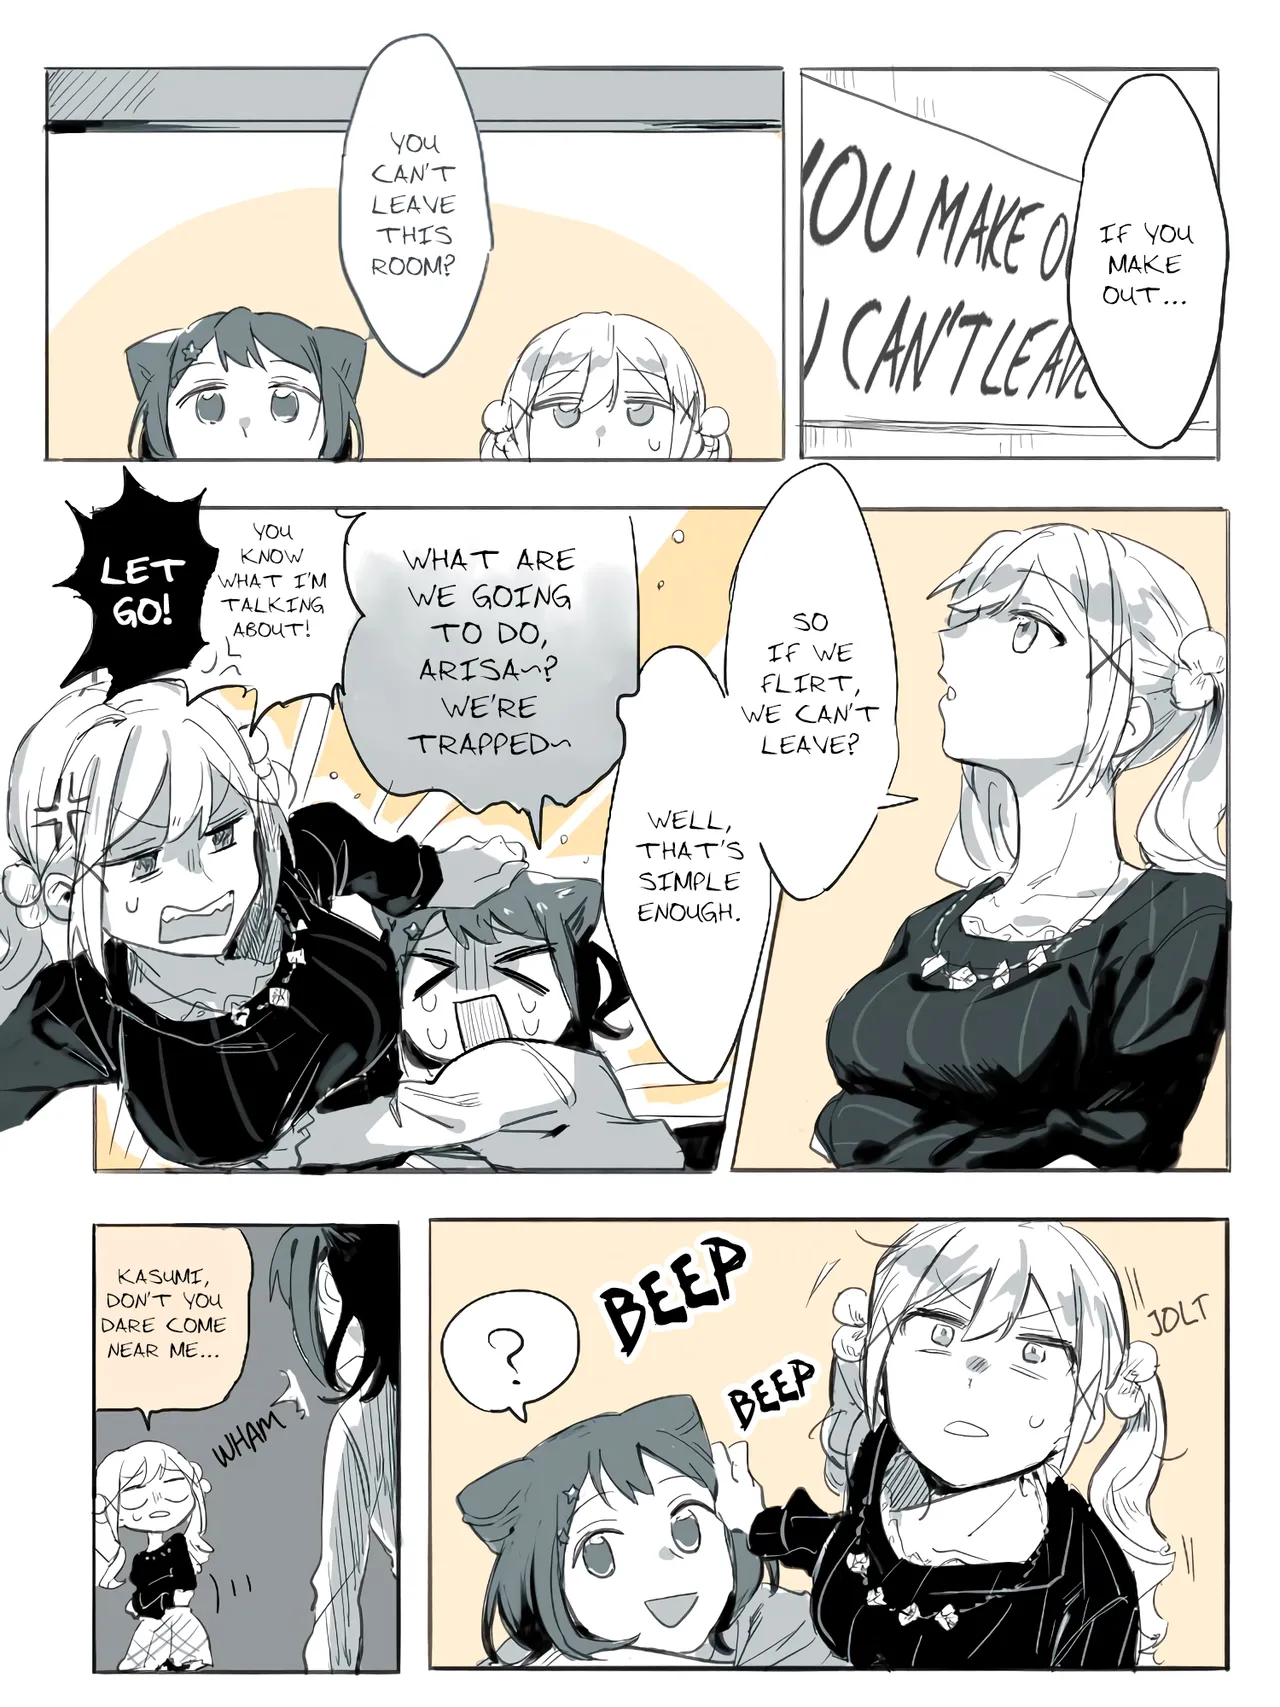 IF YOU
MAKE
OUT...
YOU MAKE O
U CAN'T LEAVE
YOU
CAN'T
LEAVE
THIS
ROOM?
SO
IF WE
FLIRT,
WE CAN'T
LEAVE?
WELL,
THAT'S
SIMPLE
ENOUGH.
WHAT ARE
WE GOING
TO DO,
ARISA~?
WE'RE
TRAPPED~
YOU
KNOW
WHAT I'M
TALKING
ABOUT!
LET
GO!
JOLT
BEEP
BEEP
?
KASUMI,
DON'T YOU
DARE COME
NEAR ME...
WHAM